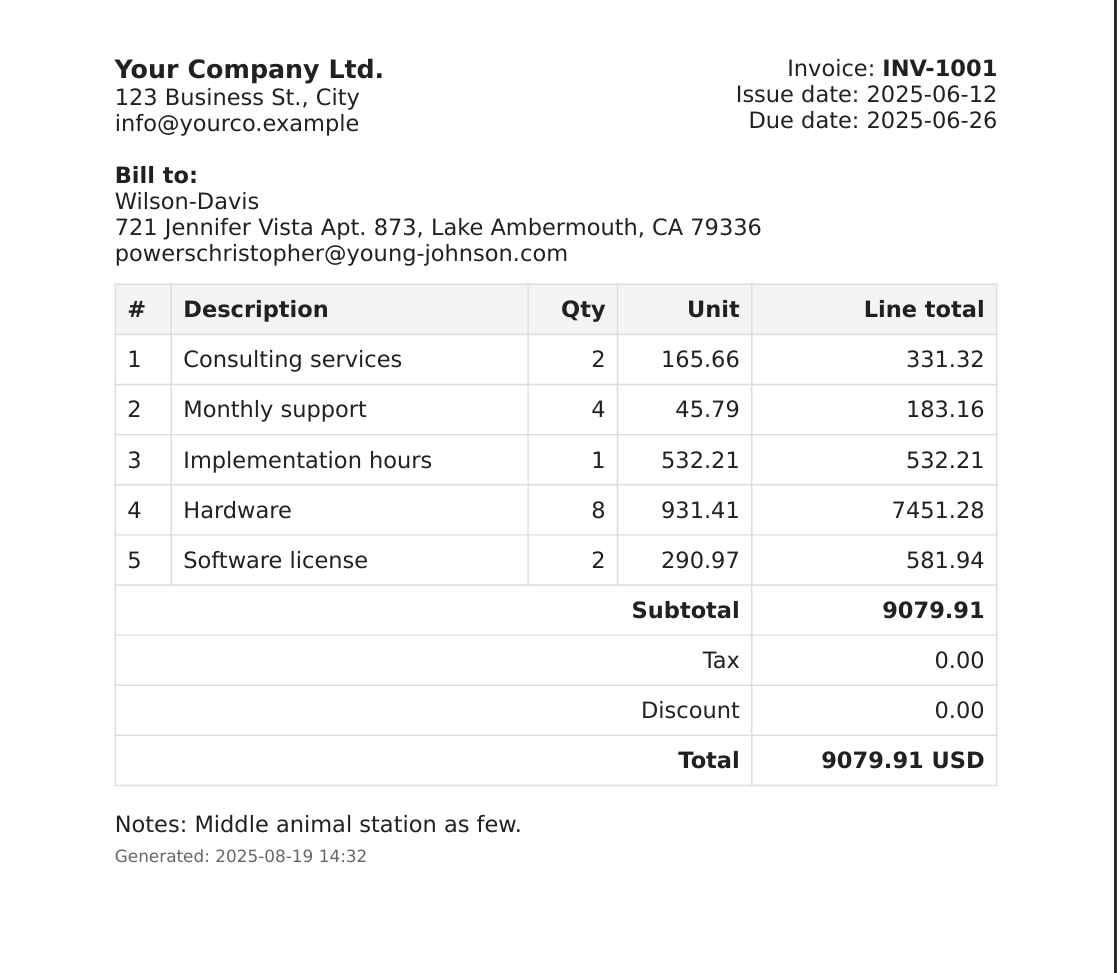 Your Company Ltd.
123 Business St., City
info@yourco.example
Invoice: INV-1001
Issue date: 2025-06-12
Due date: 2025-06-26
Bill to:
Wilson-Davis
721 Jennifer Vista Apt. 873, Lake Ambermouth, CA 79336
powerschristopher@young-johnson.com
# Description Qty Unit Line total
1 Consulting services 2 165.66 331.32
2 Monthly support 4 45.79 183.16
3 Implementation hours 1 532.21 532.21
4 Hardware 8 931.41 7451.28
5 Software license 2 290.97 581.94
Subtotal 9079.91
Tax 0.00
Discount 0.00
Total 9079.91 USD
Notes: Middle animal station as few.
Generated: 2025-08-19 14:32